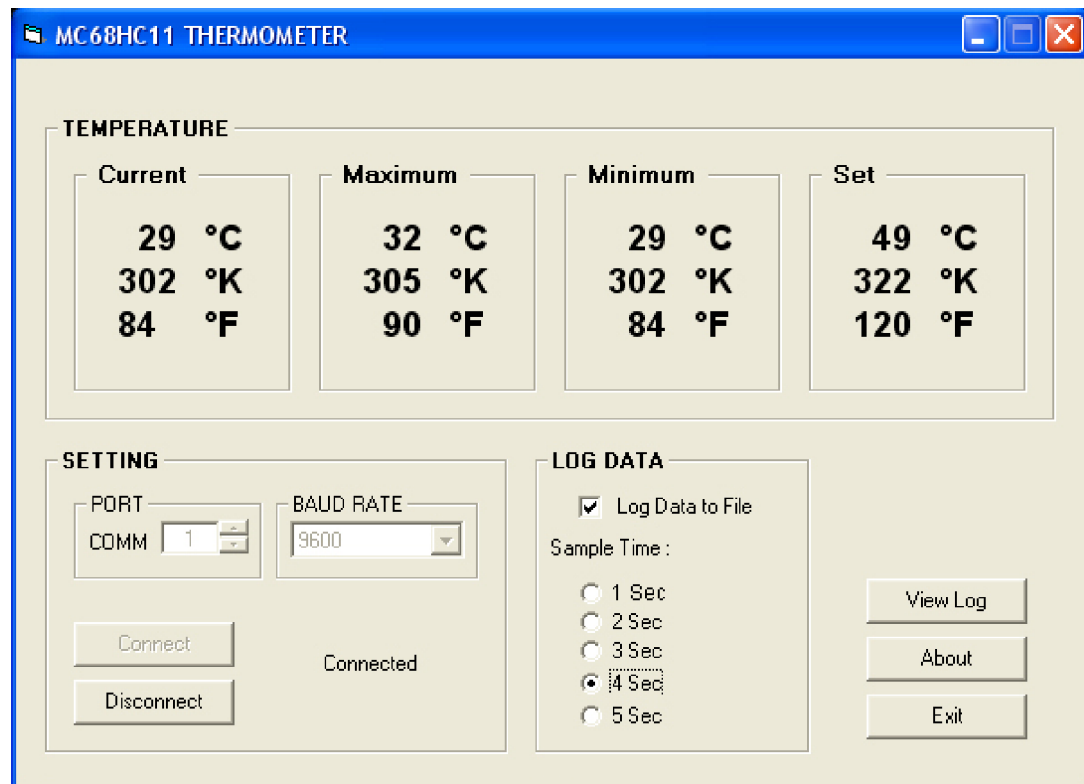 MC68HC11 THERMOMETER
TEMPERATURE
Current
29 °C
302 °K
84 °F
Maximum
32 °C
305 °K
90 °F
Minimum
29 °C
302 °K
84 °F
Set
49 °C
322 °K
120 °F
SETTING
PORT
COMM 1
BAUD RATE
9600
Connect
Connected
Disconnect
LOG DATA
Log Data to File
Sample Time :
1 Sec
2 Sec
3 Sec
4 Sec
5 Sec
View Log
About
Exit